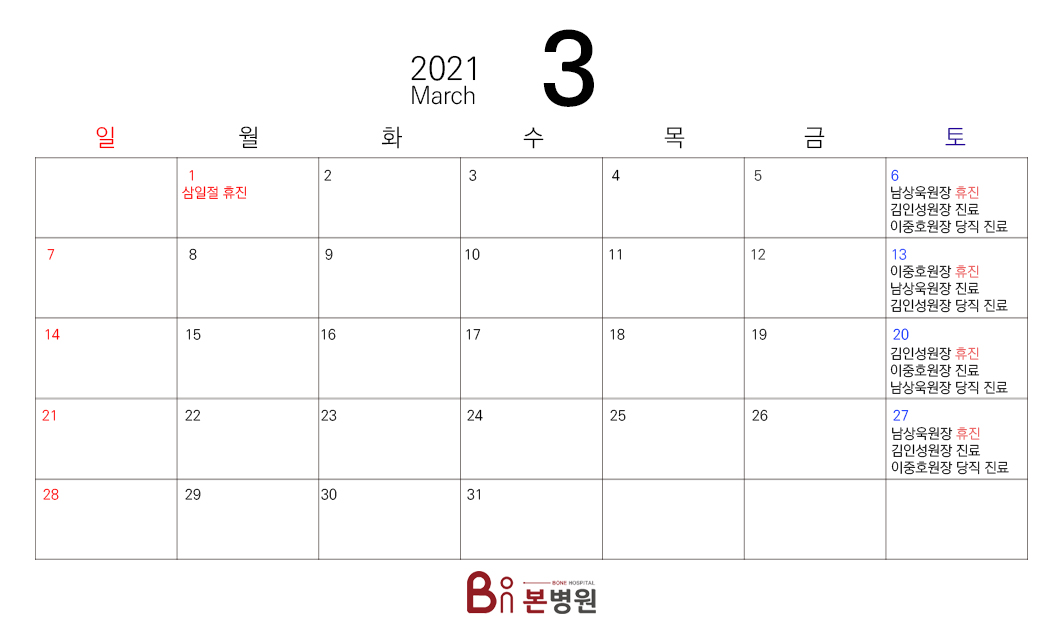 2021
March
3
일 월 화 수 목 금 토
1 2 3 4 5 6
삼일절 휴진
남상욱원장 휴진
김인성원장 진료
이중호원장 당직 진료
7 8 9 10 11 12 13
이중호원장 휴진
남상욱원장 진료
김인성원장 당직 진료
14 15 16 17 18 19 20
김인성원장 휴진
이중호원장 진료
남상욱원장 당직 진료
21 22 23 24 25 26 27
남상욱원장 휴진
김인성원장 진료
이중호원장 당직 진료
28 29 30 31
BONE HOSPITAL
본병원